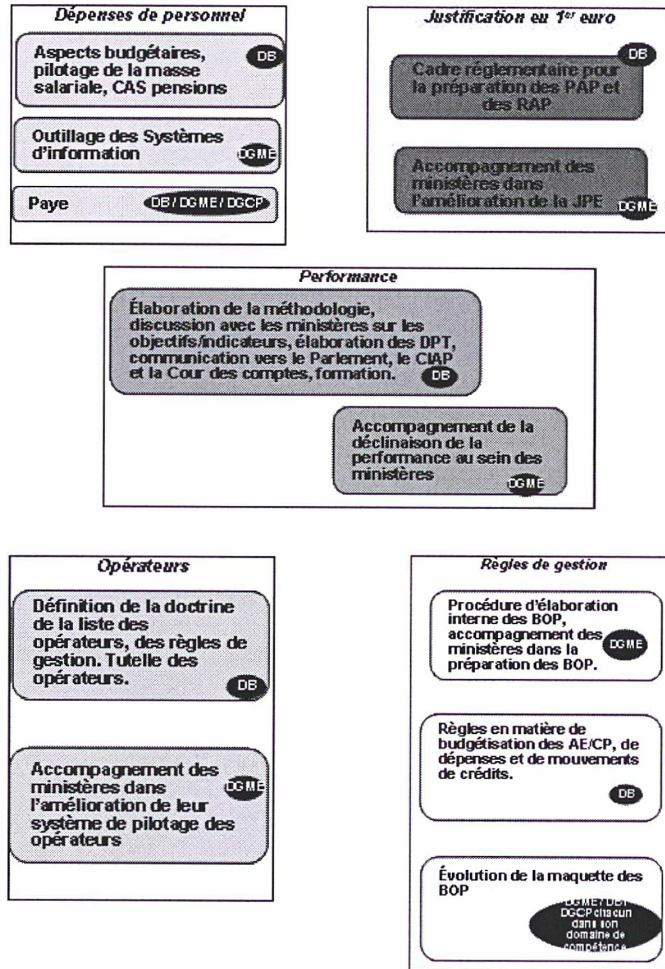 Dépenses de personnel
Aspects budgétaires,
pilotage de la masse
salariale, CAS pensions
DB
Outillage des Systèmes
d'information
DGME
Paye
DB / DGME / DGCP
Justification eu 1er euro
DB
Cadre réglementaire pour
la préparation des PAP et
des RAP
Accompagnement des
ministères dans
l'amélioration de la JPE
DGME
Performance
Élaboration de la méthodologie,
discussion avec les ministères sur les
objectifs/indicateurs, élaboration des DPT,
communication vers le Parlement, le CIAP
et la Cour des comptes, formation.
DB
Accompagnement de la
déclinaison de la
performance au sein des
ministères
DGME
Opérateurs
Définition de la doctrine
de la liste des
opérateurs, des règles de
gestion. Tutelle des
opérateurs.
DB
Accompagnement des
ministères dans
l'amélioration de leur
système de pilotage des
opérateurs
DGME
Règles de gestion
Procédure d'élaboration
interne des BOP,
accompagnement des
ministères dans la
préparation des BOP.
DGME
Règles en matière de
budgétisation des AE/CP, de
dépenses et de mouvements
de crédits.
DB
Évolution de la maquette des
BOP
DGME / DB /
DGCP chacun
dans son
domaine de
compétence